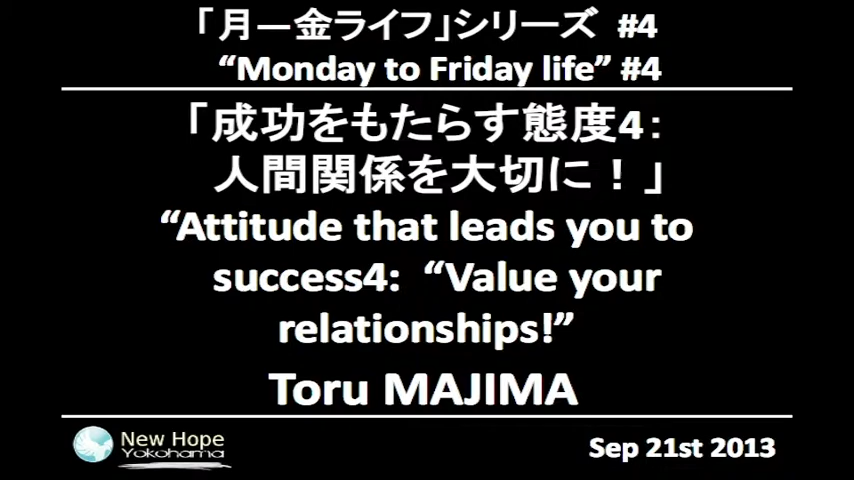 「月ー金ライフ」シリーズ #4
“Monday to Friday life” #4
「成功をもたらす態度4:
人間関係を大切に！」
“Attitude that leads you to
success4: “Value your
relationships!”
Toru MAJIMA
New Hope
Yokohama
Sep 21st 2013